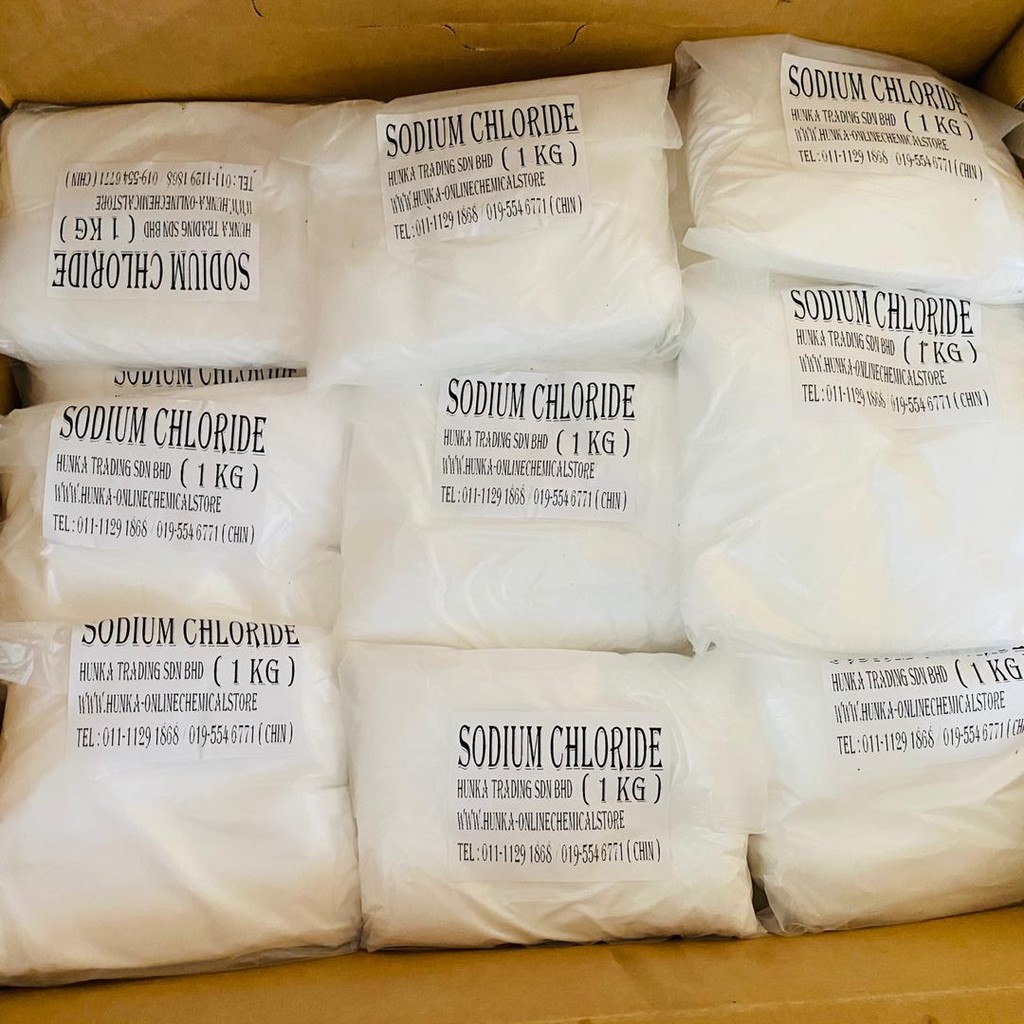 SODIUM CHLORIDE
HUNKA TRADING SDN BHD ( 1 KG )
WWW.HUNKA-ONLINECHEMICALSTORE
TEL : 011-1129 1868 019-554 6771 ( CHIN )
SODIUM CHLORIDE
HUNKA TRADING SDN BHD ( 1 KG )
WWW.HUNKA-ONLINECHEMICALSTORE
TEL : 011-1129 1868 / 019-554 6771 ( CHIN )
SODIUM CHLORIDE
HUNKA TRADING SDN BHD ( 1 KG )
WWW.HUNKA-ONLINECHEMICALSTORE
TEL : 011-1129 1868 019-554 6771 ( CHIN )
SODIUM CHLORIDE
HUNKA TRADING SDN BHD ( 1 KG )
WWW.HUNKA-ONLINECHEMICALSTORE
TEL : 011-1129 1868 / 019-554 6771 ( CHIN )
SODIUM CHLORIDE
SODIUM CHLORIDE
HUNKA TRADING SDN BHD ( 1 KG )
WWW.HUNKA-ONLINECHEMICALSTORE
TEL : 011-1129 1868 / 019-554 6771 ( CHIN )
SODIUM CHLORIDE
HUNKA TRADING SDN BHD ( 1 KG )
WWW.HUNKA-ONLINECHEMICALSTORE
TEL : 011-1129 1868 / 019-554 6771 ( CHIN )
SODIUM CHLORIDE
HUNKA TRADING SDN BHD ( 1 KG )
WWW.HUNKA-ONLINECHEMICALSTORE
TEL : 011-1129 1868 / 019-554 6771 ( CHIN )
SODIUM CHLORIDE
HUNKA TRADING SDN BHD ( 1 KG )
WWW.HUNKA-ONLINECHEMICALSTORE
TEL : 011-1129 1868 / 019-554 6771 ( CHIN )
HUNKA TRADING SDN BHD ( 1 KG
WWW.HUNKA-ONLINECHEMICALSTORE
TEL : 011-1129 1868 / 019-554 6771